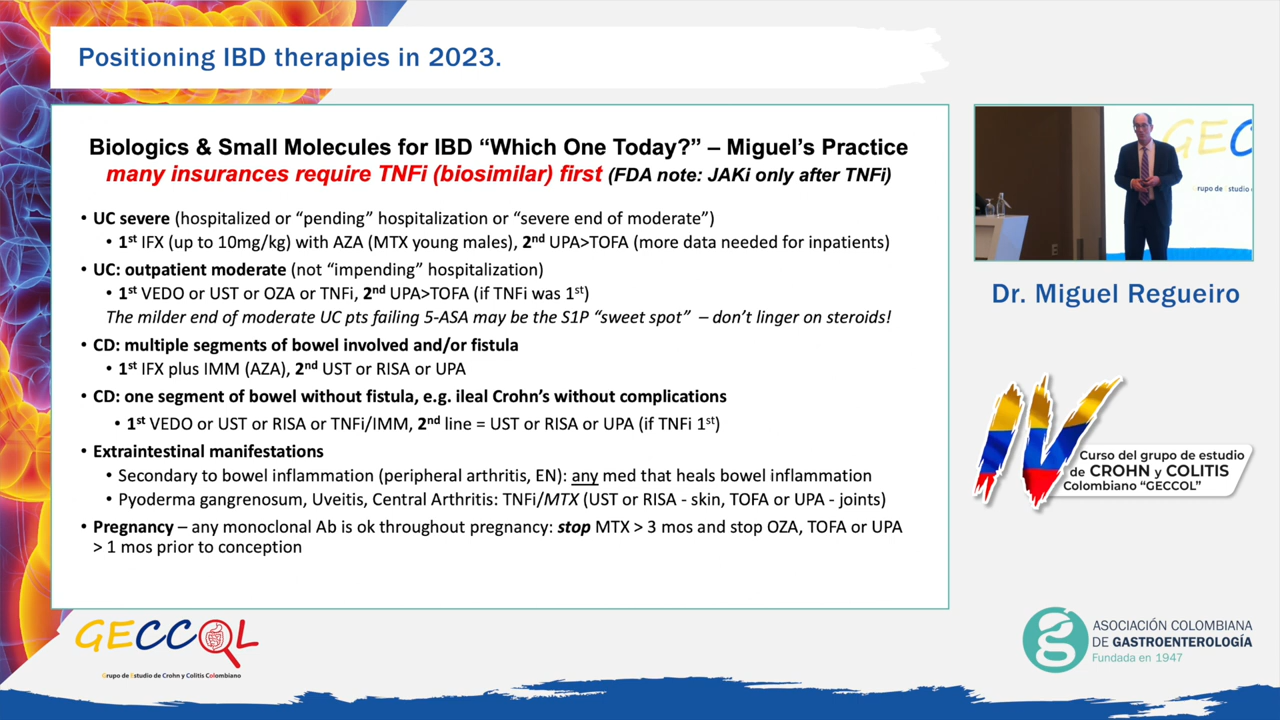 Positioning IBD therapies in 2023.
Biologics & Small Molecules for IBD “Which One Today?” – Miguel’s Practice
many insurances require TNFi (biosimilar) first (FDA note: JAKi only after TNFi)
• UC severe (hospitalized or “pending” hospitalization or “severe end of moderate”)
• 1st IFX (up to 10mg/kg) with AZA (MTX young males), 2nd UPA>TOFA (more data needed for inpatients)
• UC: outpatient moderate (not “impending” hospitalization)
• 1st VEDO or UST or OZA or TNFi, 2nd UPA>TOFA (if TNFi was 1st)
The milder end of moderate UC pts failing 5-ASA may be the S1P “sweet spot” – don’t linger on steroids!
• CD: multiple segments of bowel involved and/or fistula
• 1st IFX plus IMM (AZA), 2nd UST or RISA or UPA
• CD: one segment of bowel without fistula, e.g. ileal Crohn’s without complications
• 1st VEDO or UST or RISA or TNFi/IMM, 2nd line = UST or RISA or UPA (if TNFi 1st)
• Extraintestinal manifestations
• Secondary to bowel inflammation (peripheral arthritis, EN): any med that heals bowel inflammation
• Pyoderma gangrenosum, Uveitis, Central Arthritis: TNFi/MTX (UST or RISA - skin, TOFA or UPA - joints)
• Pregnancy – any monoclonal Ab is ok throughout pregnancy: stop MTX > 3 mos and stop OZA, TOFA or UPA
> 1 mos prior to conception
GEC
rupo de Estudio
Dr. Miguel Regueiro
IV
Curso del grupo de estudio
de CROHN y COLITIS
Colombiano “GECCOL”
GECCOL
Grupo de Estudio de Crohn y Colitis Colombiano
ASOCIACIÓN COLOMBIANA
DE GASTROENTEROLOGÍA
Fundada en 1947